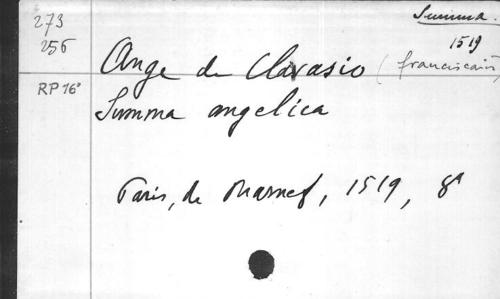 Summa.
1519
273
256
Ange de Clavasio (franciscain)
RP 16°
Summa angelica
Paris, de Marnef, 1519, 8°